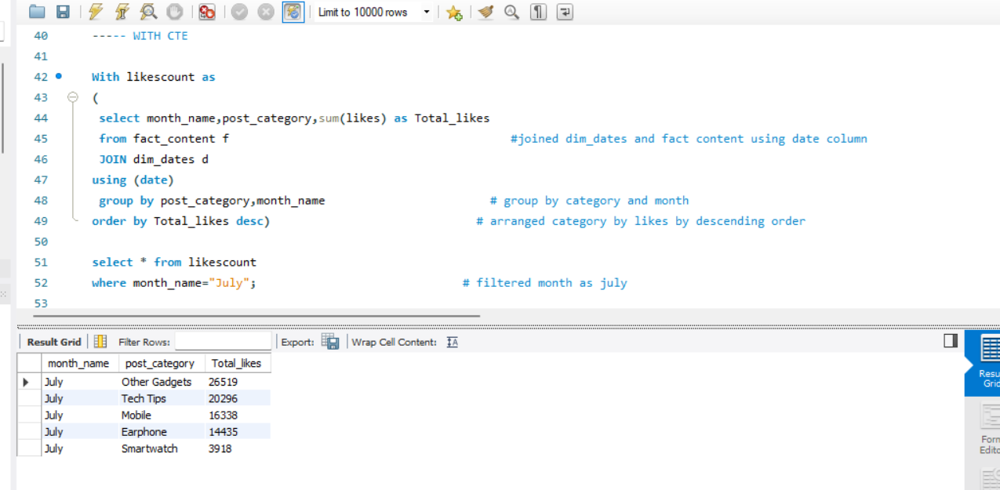 Limit to 10000 rows
40 ----- WITH CTE
41
42 With likescount as
43 (
44 select month_name,post_category,sum(likes) as Total_likes
45 from fact_content f #joined dim_dates and fact content using date column
46 JOIN dim_dates d
47 using (date)
48 group by post_category,month_name # group by category and month
49 order by Total_likes desc) # arranged category by likes by descending order
50
51 select * from likescount
52 where month_name="July"; # filtered month as july
53
Result Grid Filter Rows: Export: Wrap Cell Content: IA
month_name post_category Total_likes
July Other Gadgets 26519
July Tech Tips 20296
July Mobile 16338
July Earphone 14435
July Smartwatch 3918
Resu
Grid
Form
Edito